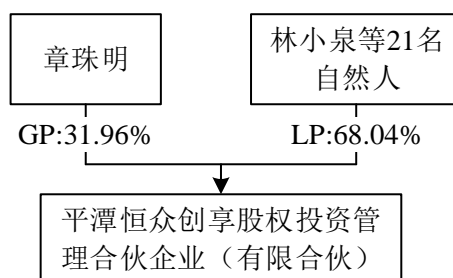 章珠明
林小泉等21名
自然人
GP:31.96%
LP:68.04%
平潭恒众创享股权投资管
理合伙企业（有限合伙）